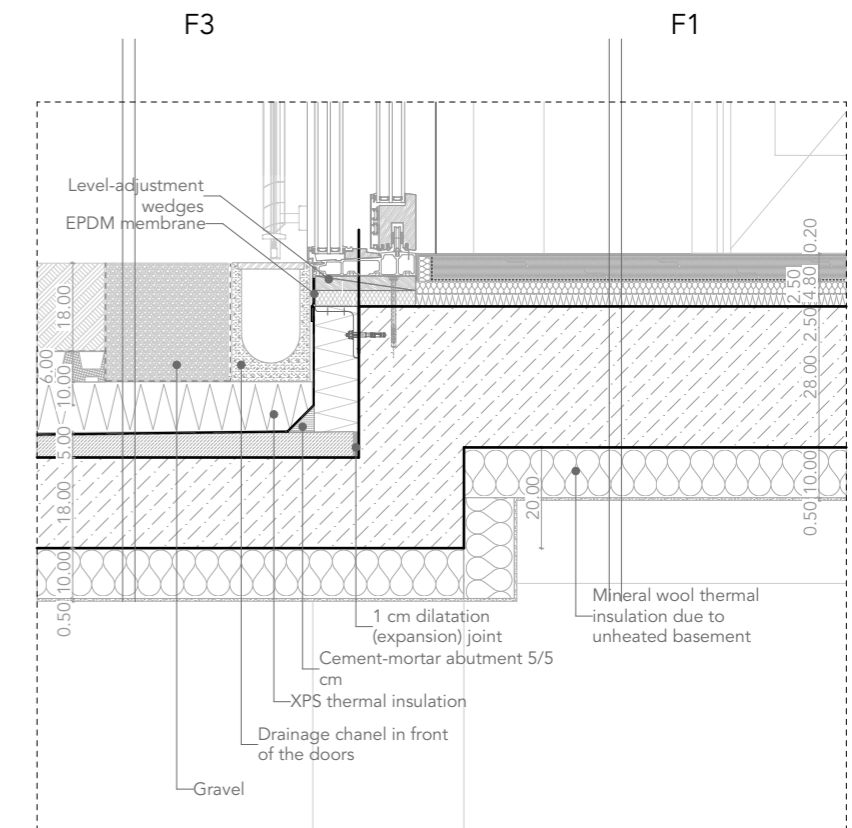 F3
F1
Level-adjustment
wedges
EPDM membrane
0.20
4.80
2.50
2.50
28.00
10.00
0.50
20.00
18.00
6.00
10.00
5.00
18.00
10.00
0.50
Mineral wool thermal
insulation due to
unheated basement
1 cm dilatation
(expansion) joint
Cement-mortar abutment 5/5
cm
XPS thermal insulation
Drainage chanel in front
of the doors
Gravel